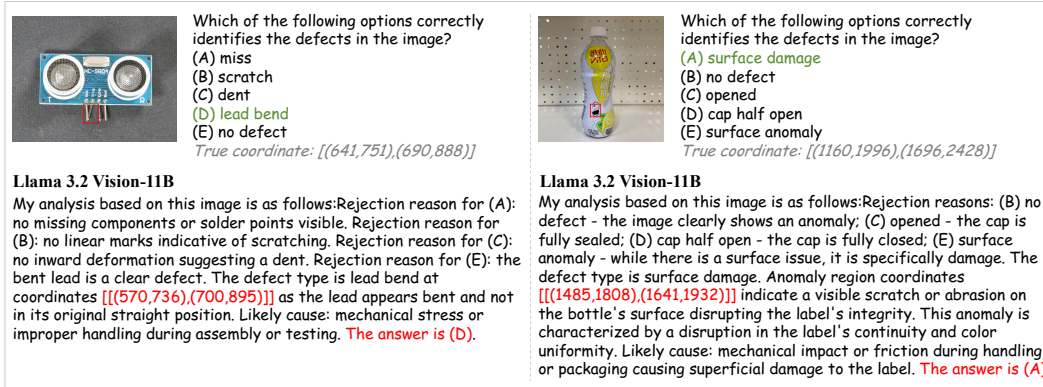 Which of the following options correctly
identifies the defects in the image?
(A) miss
(B) scratch
(C) dent
(D) lead bend
(E) no defect
True coordinate: [(641,751),(690,888)]
HC-SR04
T
R
Llama 3.2 Vision-11B
My analysis based on this image is as follows:Rejection reason for (A):
no missing components or solder points visible. Rejection reason for
(B): no linear marks indicative of scratching. Rejection reason for (C):
no inward deformation suggesting a dent. Rejection reason for (E): the
bent lead is a clear defect. The defect type is lead bend at
coordinates [[(570,736),(700,895)]] as the lead appears bent and not
in its original straight position. Likely cause: mechanical stress or
improper handling during assembly or testing. The answer is (D).
Which of the following options correctly
identifies the defects in the image?
(A) surface damage
(B) no defect
(C) opened
(D) cap half open
(E) surface anomaly
True coordinate: [(1160,1996),(1696,2428)]
Llama 3.2 Vision-11B
My analysis based on this image is as follows:Rejection reasons: (B) no
defect - the image clearly shows an anomaly; (C) opened - the cap is
fully sealed; (D) cap half open - the cap is fully closed; (E) surface
anomaly - while there is a surface issue, it is specifically damage. The
defect type is surface damage. Anomaly region coordinates
[[(1485,1808),(1641,1932)]] indicate a visible scratch or abrasion on
the bottle's surface disrupting the label's integrity. This anomaly is
characterized by a disruption in the label's continuity and color
uniformity. Likely cause: mechanical impact or friction during handling
or packaging causing superficial damage to the label. The answer is (A)